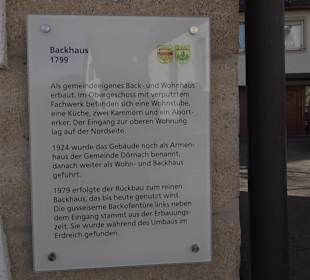 Backhaus
1799
Als gemeindeeigenes Back- und Wohnhaus
erbaut. Im Obergeschoss mit verputztem
Fachwerk befanden sich eine Wohnstube,
eine Küche, zwei Kammern und ein Abort-
erker. Der Eingang zur oberen Wohnung
lag auf der Nordseite.
1924 wurde das Gebäude noch als Armen-
haus der Gemeinde Dörnach benannt,
danach weiter als Wohn- und Backhaus
geführt.
1979 erfolgte der Rückbau zum reinen
Backhaus, das bis heute genutzt wird.
Die gusseiserne Backofentüre links neben
dem Eingang stammt aus der Erbauungs-
zeit. Sie wurde während des Umbaus im
Erdreich gefunden.